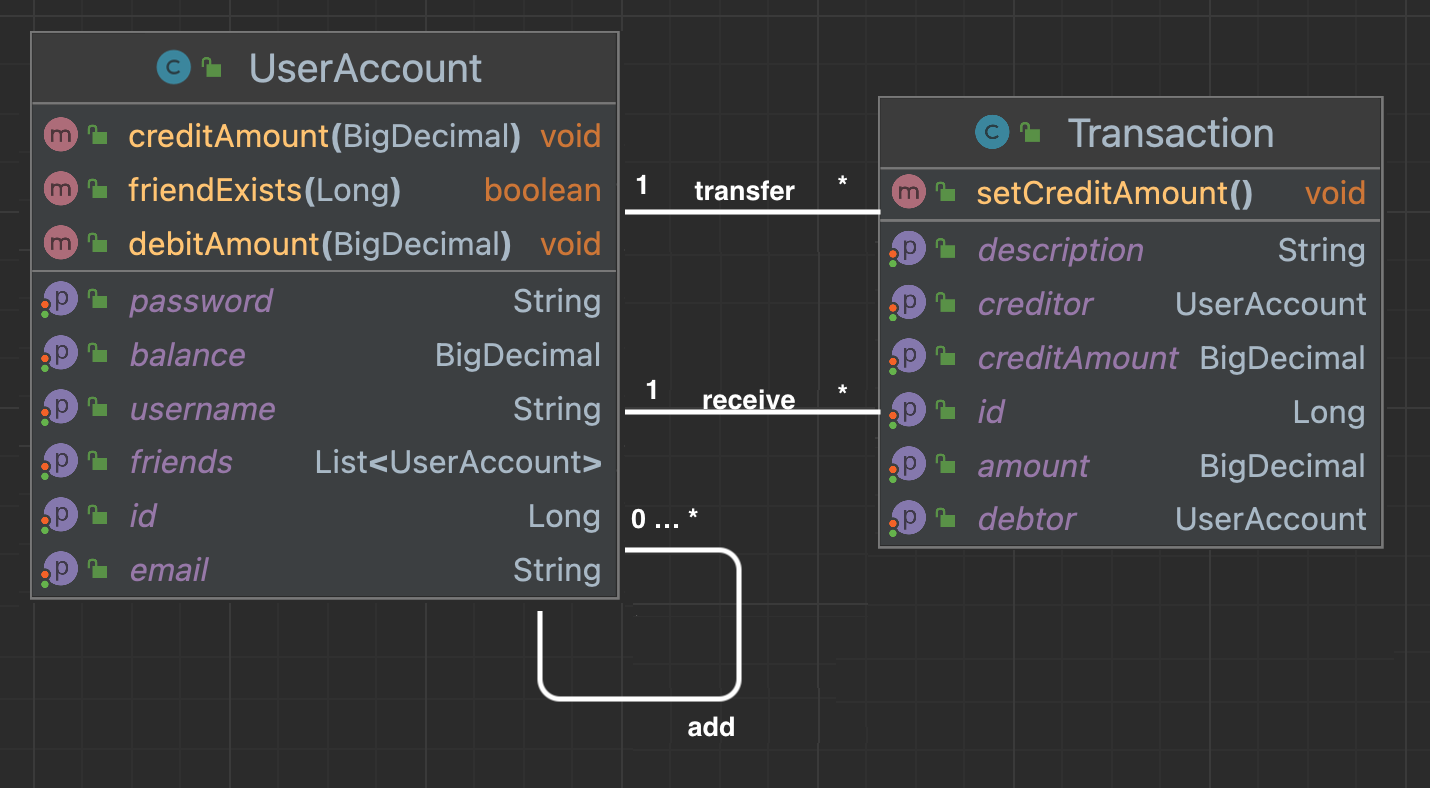 C UserAccount
m creditAmount(BigDecimal) void
m friendExists(Long) boolean
m debitAmount(BigDecimal) void
p password String
p balance BigDecimal
p username String
p friends List<UserAccount>
p id Long
p email String
1 transfer *
1 receive *
0 ... *
add
C Transaction
m setCreditAmount() void
p description String
p creditor UserAccount
p creditAmount BigDecimal
p id Long
p amount BigDecimal
p debtor UserAccount